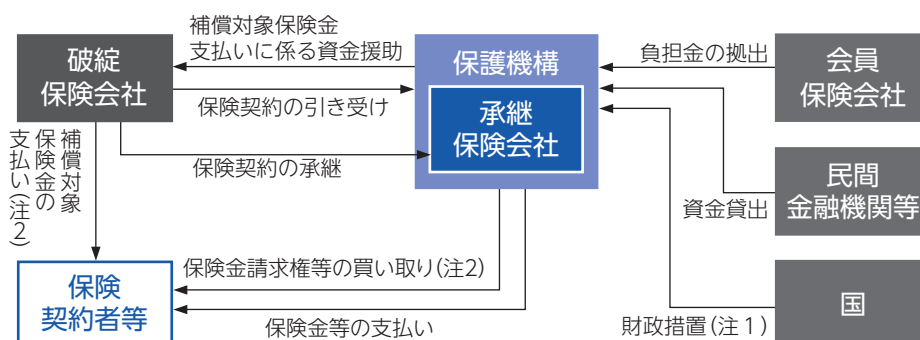 破綻
保険会社
補償対象保険金
支払いに係る資金援助
保険契約の引き受け
保険契約の承継
保護機構
承継
保険会社
負担金の拠出
会員
保険会社
資金貸出
民間
金融機関等
財政措置(注1)
国
補償対象
保険金の
支払い(注2)
保険金請求権等の買い取り(注2)
保険金等の支払い
保険
契約者等